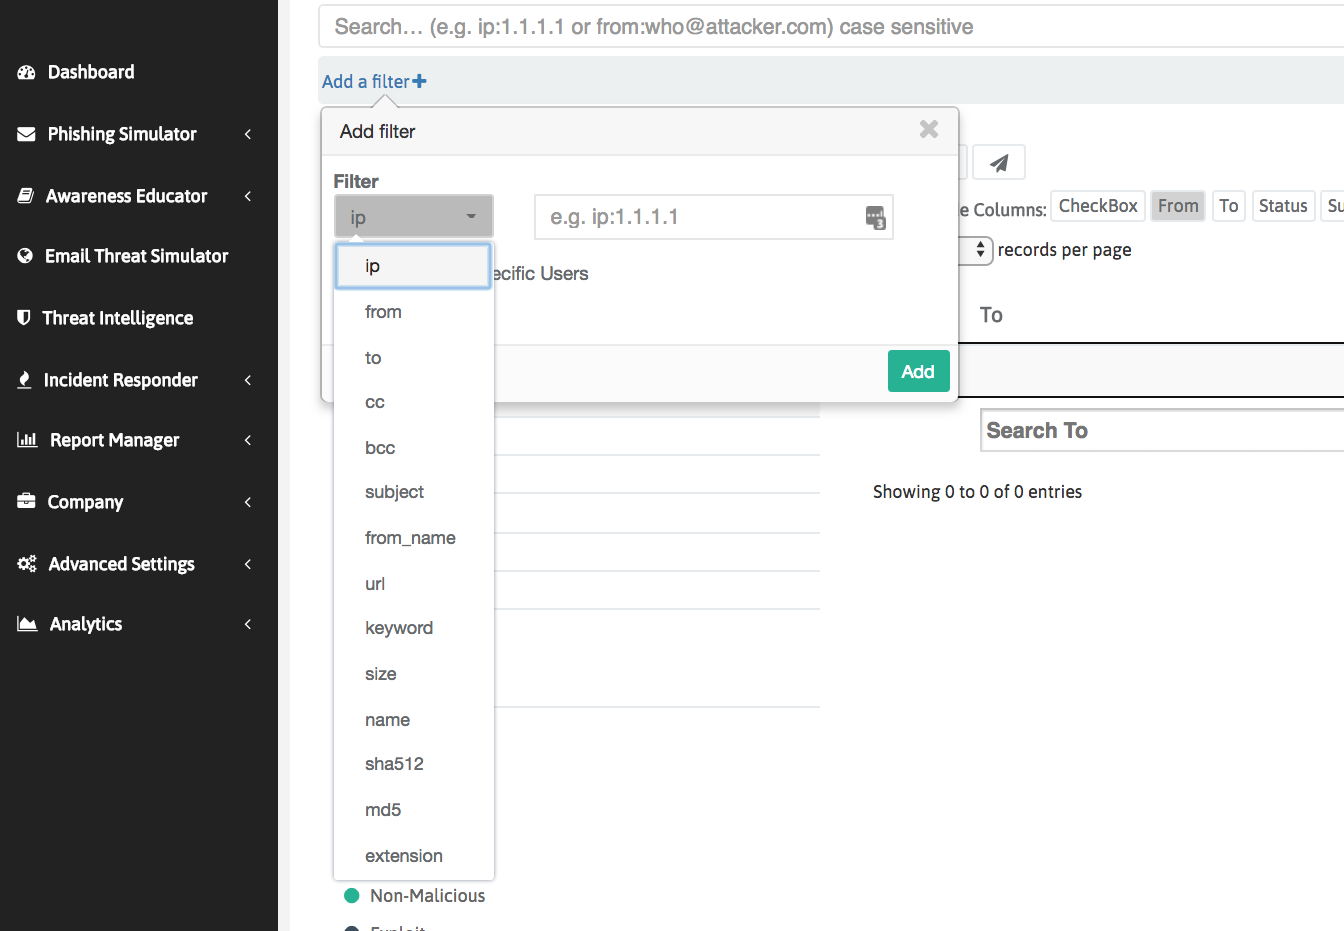 Dashboard
Phishing Simulator
Awareness Educator
Email Threat Simulator
Threat Intelligence
Incident Responder
Report Manager
Company
Advanced Settings
Analytics
Search... (e.g. ip:1.1.1.1 or from:who@attacker.com) case sensitive
Add a filter
Add filter
Filter
ip
e.g. ip:1.1.1.1
3
ip
from
to
cc
bcc
subject
from_name
url
keyword
size
name
sha512
md5
extension
Users
Add
Columns: CheckBox From To Status
records per page
To
Search To
Showing 0 to 0 of 0 entries
Non-Malicious